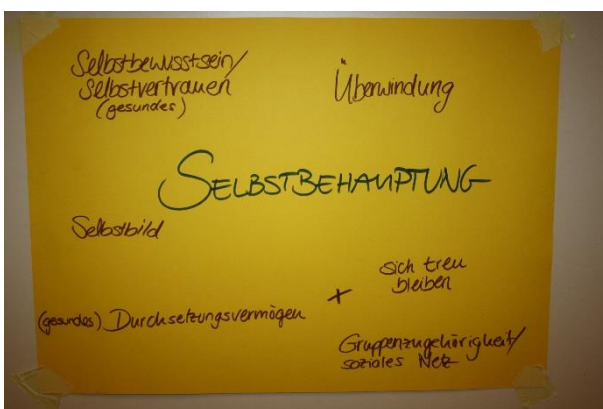 Selbstbewusstsein/
Selbstvertrauen
(gesundes)
Überwindung
SELBSTBEHAUPTUNG
Selbstbild
sich treu
bleiben
(gesundes) Durchsetzungsvermögen +
Gruppenzugehörigkeit/
soziales Netz